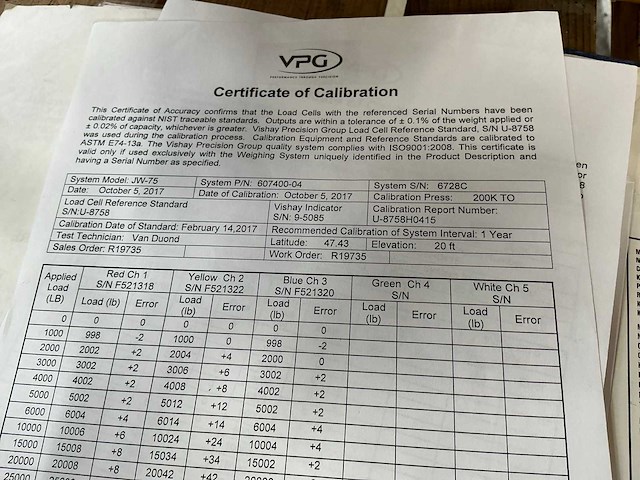 VPG
Certificate of Calibration
This Certificate of Accuracy confirms that the Load Cells with the referenced Serial Numbers have been
calibrated against NIST traceable standards. Outputs are within a tolerance of ± 0.1% of the weight applied or
± 0.02% of capacity, whichever is greater. Vishay Precision Group Load Cell Reference Standard, S/N U-8758
was used during the calibration process. Calibration Equipment and Reference Standards are calibrated to
ASTM E74-13a. The Vishay Precision Group quality system complies with ISO9001:2008. This certificate is
valid only if used exclusively with the Weighing System uniquely identified in the Product Description and
having a Serial Number as specified.
System Model: JW-75 System P/N: 607400-04 System S/N: 6728C
Date: October 5, 2017 Date of Calibration: October 5, 2017 Calibration Press: 200K TO
Load Cell Reference Standard Vishay Indicator Calibration Report Number:
S/N:U-8758 S/N: 9-5085 U-8758H0415
Calibration Date of Standard: February 14,2017 Recommended Calibration of System Interval: 1 Year
Test Technician: Van Duond Latitude: 47.43 Elevation: 20 ft
Sales Order: R19735 Work Order: R19735
Applied Load (LB) Red Ch 1 S/N F521318 Yellow Ch 2 S/N F521322 Blue Ch 3 S/N F521320 Green Ch 4 S/N White Ch 5 S/N
Load (lb) Error Load (lb) Error Load (lb) Error Load (lb) Error Load (lb) Error
0 0 0 0 0 0 0
1000 998 -2 1000 0 998 -2
2000 2002 +2 2004 +4 2000 0
3000 3002 +2 3006 +6 3002 +2
4000 4002 +2 4008 +8 4002 +2
5000 5002 +2 5012 +12 5002 +2
6000 6004 +4 6014 +14 6004 +4
10000 10006 +6 10024 +24 10004 +4
15000 15008 +8 15034 +34 15002 +2
20000 20008 +8 20042 +42
25000